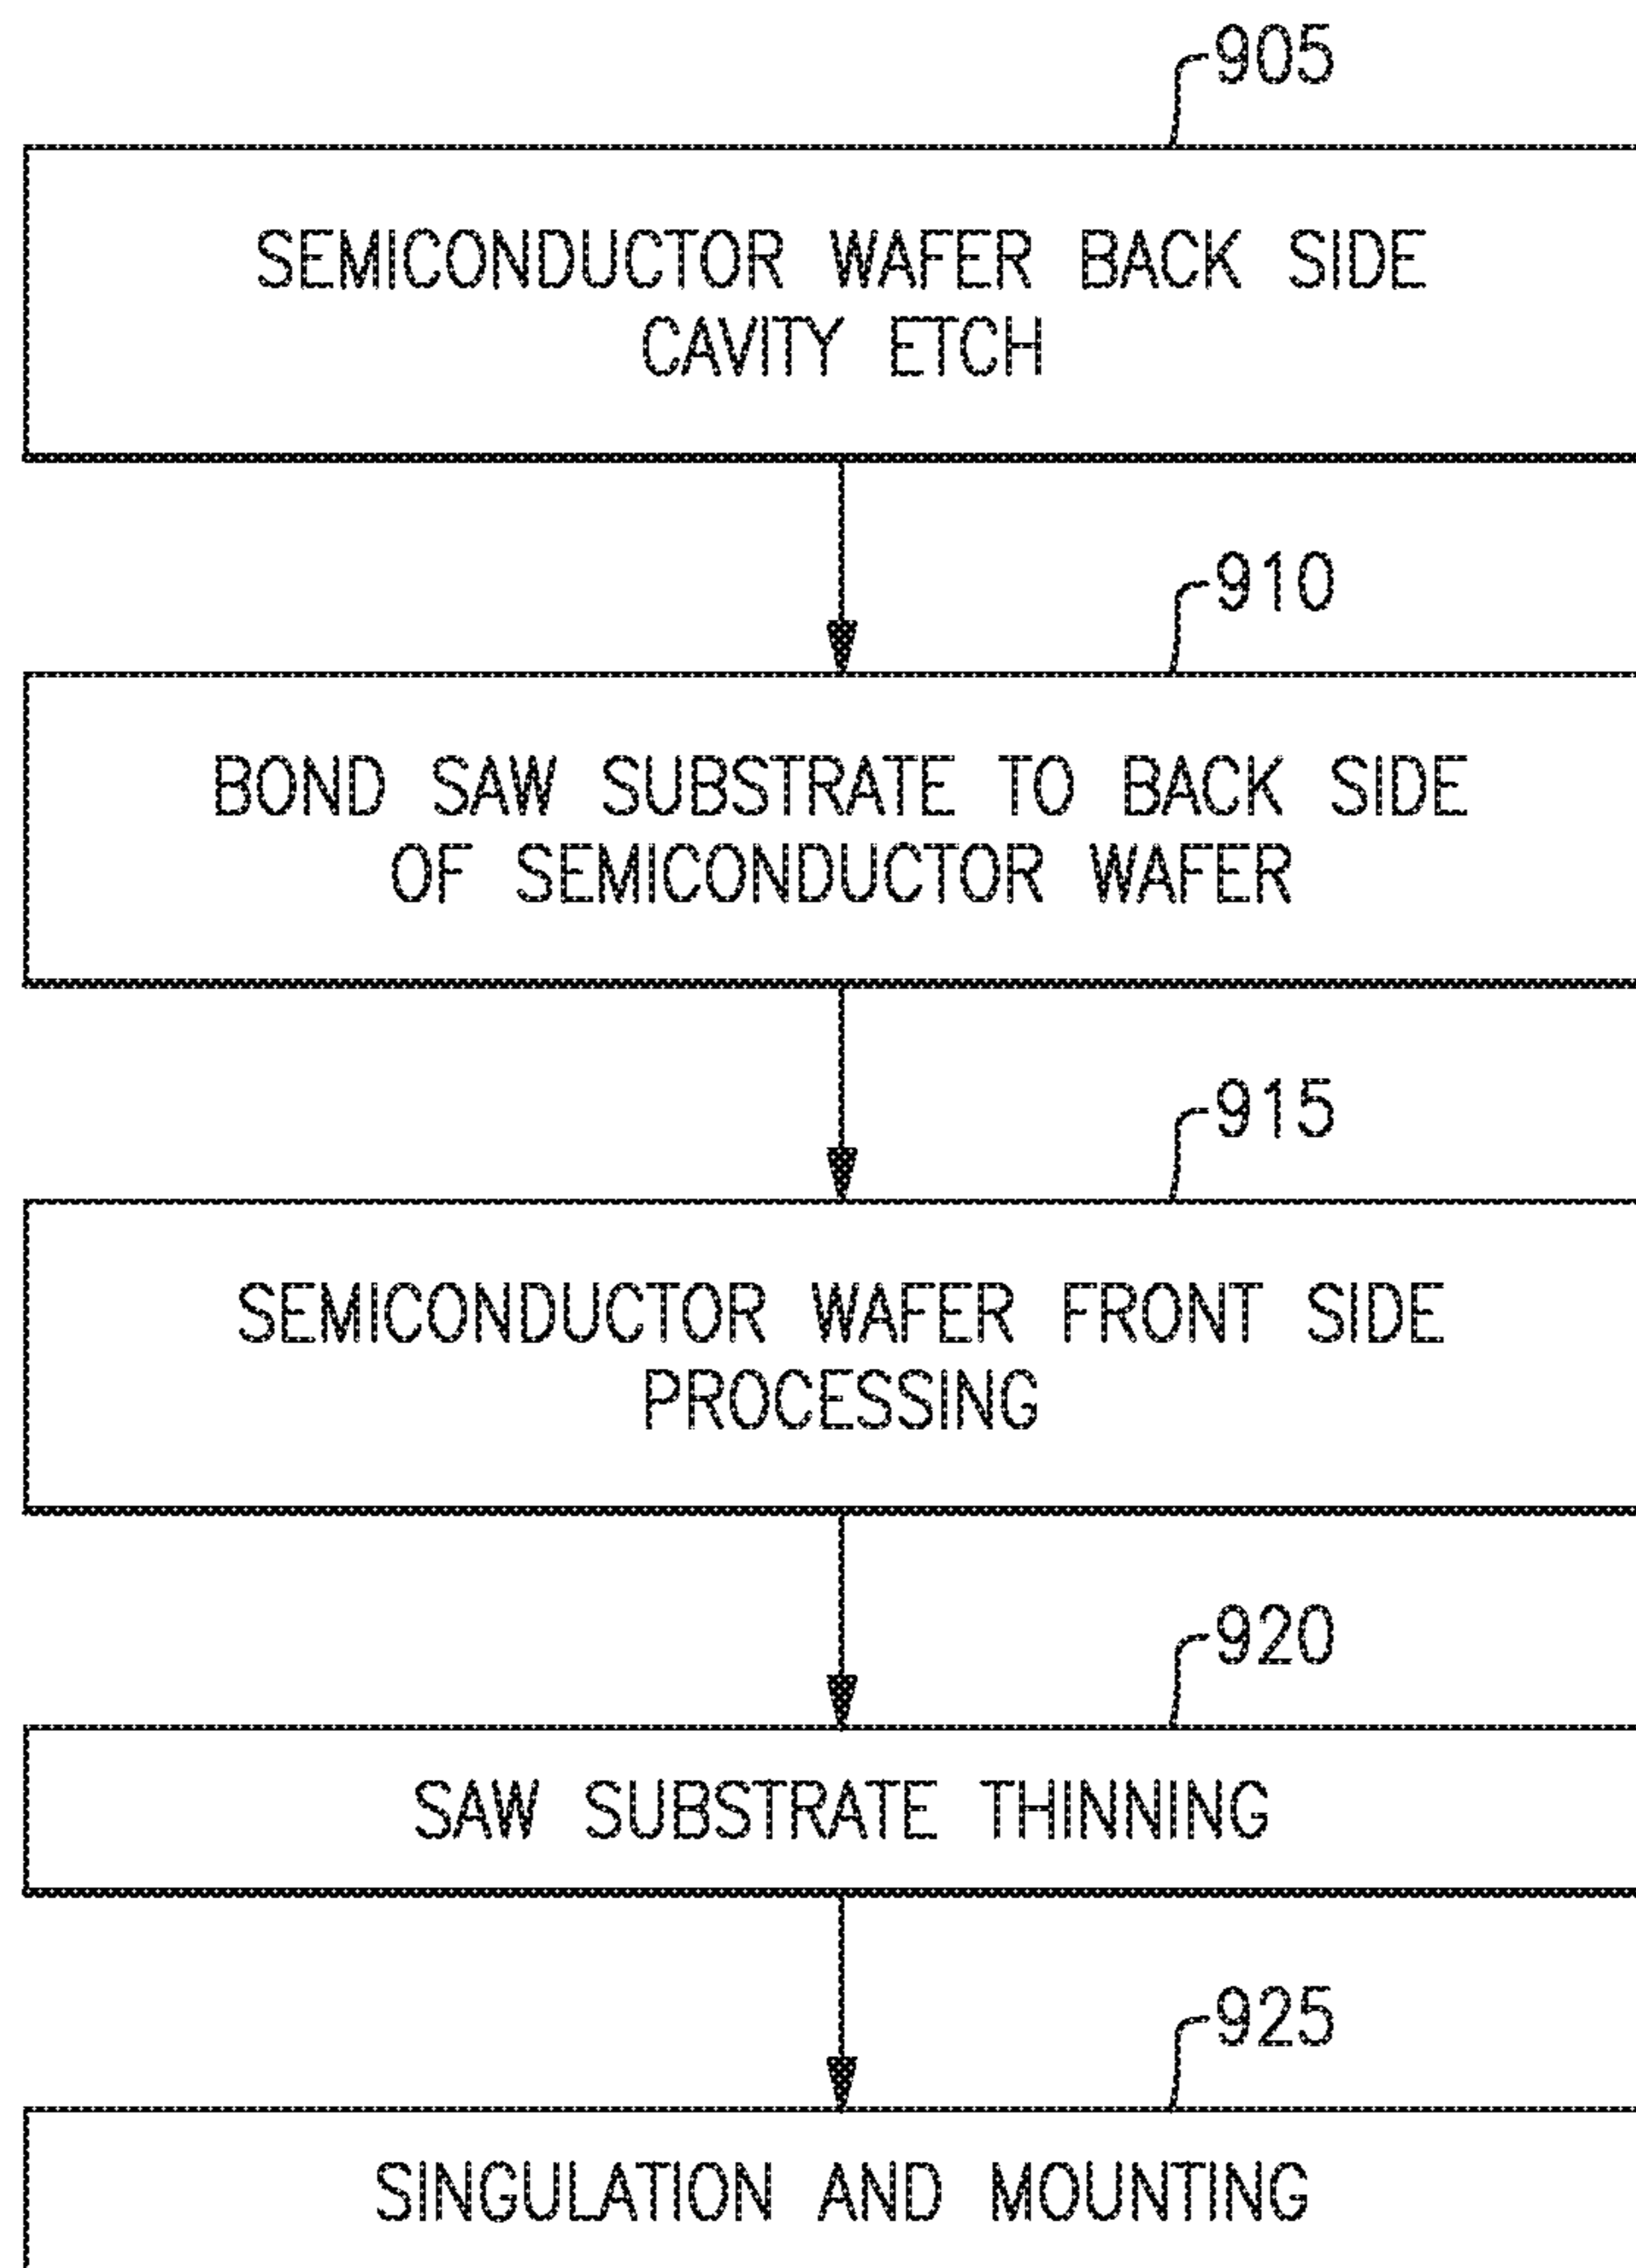 905
SEMICONDUCTOR WAFER BACK SIDE
CAVITY ETCH
910
BOND SAW SUBSTRATE TO BACK SIDE
OF SEMICONDUCTOR WAFER
915
SEMICONDUCTOR WAFER FRONT SIDE
PROCESSING
920
SAW SUBSTRATE THINNING
925
SINGULATION AND MOUNTING